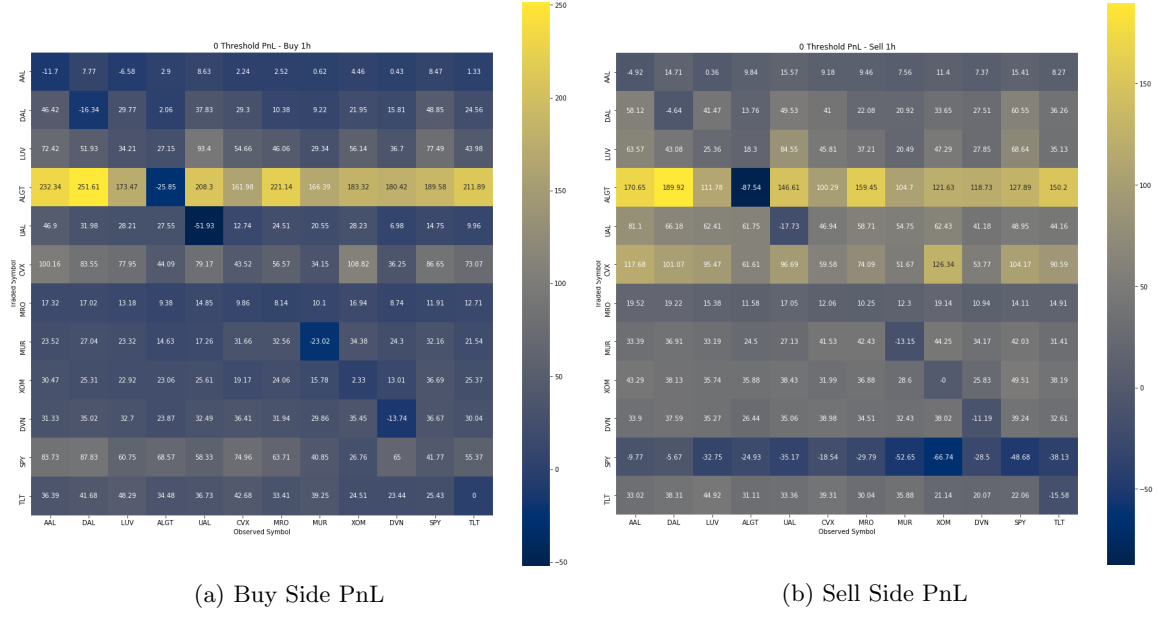 0 Threshold PnL - Buy 1h
AAL -11.7 7.77 -6.58 2.9 8.63 2.24 2.52 0.62 4.46 0.43 8.47 1.33
DAL 46.42 -16.34 29.77 2.06 37.83 29.3 10.38 9.22 21.95 15.81 48.85 24.56
LUV 72.42 51.93 34.21 27.15 93.4 54.66 46.06 29.34 56.14 36.7 77.49 43.98
ALGT 232.34 251.61 173.47 -25.85 208.3 161.98 221.14 166.39 183.32 180.42 189.58 211.89
UAL 46.9 31.98 28.21 27.55 -51.93 12.74 24.51 20.55 28.23 6.98 14.75 9.96
CVX 100.16 83.55 77.95 44.09 79.17 43.52 56.57 34.15 108.82 36.25 86.65 73.07
MRO 17.32 17.02 13.18 9.38 14.85 9.86 8.14 10.1 16.94 8.74 11.91 12.71
MUR 23.52 27.04 23.32 14.63 17.26 31.66 32.56 -23.02 34.38 24.3 32.16 21.54
XOM 30.47 25.31 22.92 23.06 25.61 19.17 24.06 15.78 2.33 13.01 36.69 25.37
DVN 31.33 35.02 32.7 23.87 32.49 36.41 31.94 29.86 35.45 -13.74 36.67 30.04
SPY 83.73 87.83 60.75 68.57 58.33 74.96 63.71 40.85 26.76 65 41.77 55.37
TLT 36.39 41.68 48.29 34.48 36.73 42.68 33.41 39.25 24.51 23.44 25.43 0
AAL DAL LUV ALGT UAL CVX MRO MUR XOM DVN SPY TLT
Observed Symbol
Traded Symbol
250
200
150
100
50
0
−50
(a) Buy Side PnL
0 Threshold PnL - Sell 1h
AAL -4.92 14.71 0.36 9.84 15.57 9.18 9.46 7.56 11.4 7.37 15.41 8.27
DAL 58.12 -4.64 41.47 13.76 49.53 41 22.08 20.92 33.65 27.51 60.55 36.26
LUV 63.57 43.08 25.36 18.3 84.55 45.81 37.21 20.49 47.29 27.85 68.64 35.13
ALGT 170.65 189.92 111.78 -87.54 146.61 100.29 159.45 104.7 121.63 118.73 127.89 150.2
UAL 81.1 66.18 62.41 61.75 -17.73 46.94 58.71 54.75 62.43 41.18 48.95 44.16
CVX 117.68 101.07 95.47 61.61 96.69 59.58 74.09 51.67 126.34 53.77 104.17 90.59
MRO 19.52 19.22 15.38 11.58 17.05 12.06 10.25 12.3 19.14 10.94 14.11 14.91
MUR 33.39 36.91 33.19 24.5 27.13 41.53 42.43 -13.15 44.25 34.17 42.03 31.41
XOM 43.29 38.13 35.74 35.88 38.43 31.99 36.88 28.6 -0 25.83 49.51 38.19
DVN 33.9 37.59 35.27 26.44 35.06 38.98 34.51 32.43 38.02 -11.19 39.24 32.61
SPY -9.77 -5.67 -32.75 -24.93 -35.17 -18.54 -29.79 -52.65 -66.74 -28.5 -48.68 -38.13
TLT 33.02 38.31 44.92 31.11 33.36 39.31 30.04 35.88 21.14 20.07 22.06 -15.58
AAL DAL LUV ALGT UAL CVX MRO MUR XOM DVN SPY TLT
Observed Symbol
Traded Symbol
150
100
50
0
−50
(b) Sell Side PnL